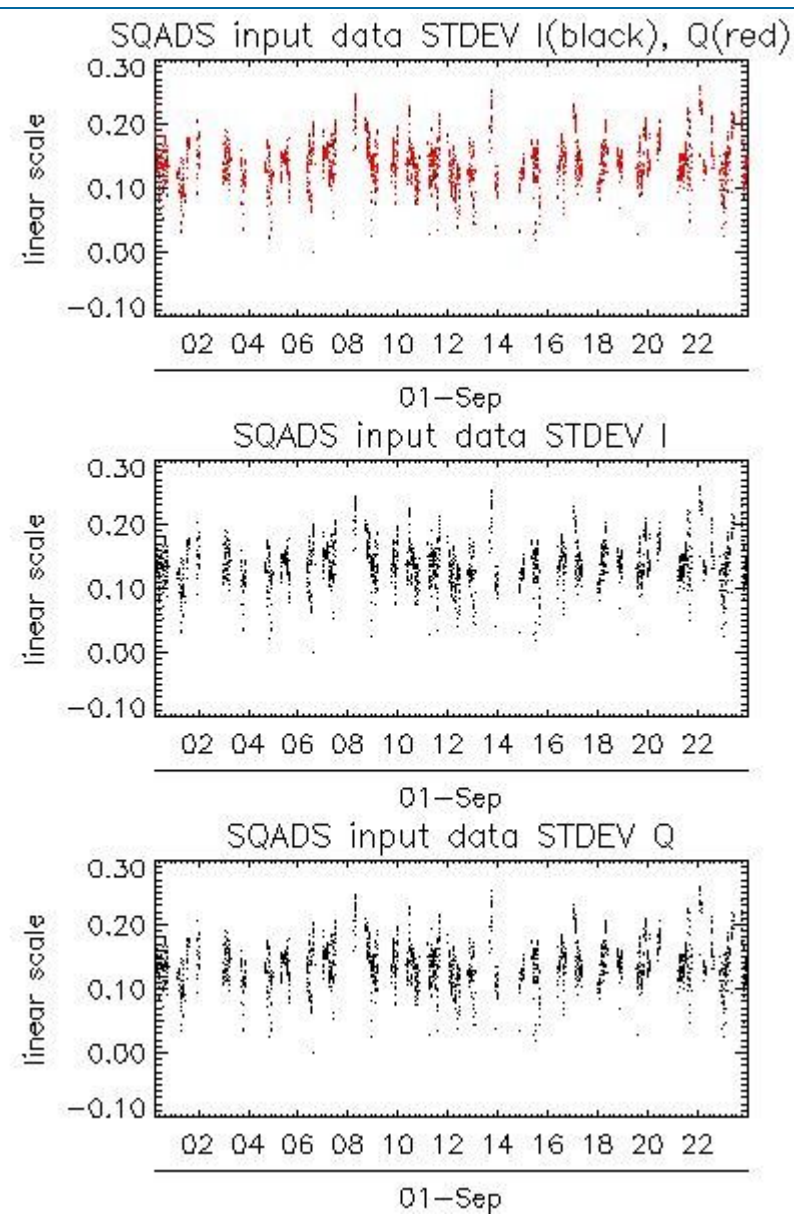 SQADS input data STDEV I(black), Q(red)
0.30
0.20
0.10
0.00
−0.10
linear scale
02 04 06 08 10 12 14 16 18 20 22
01−Sep
SQADS input data STDEV I
0.30
0.20
0.10
0.00
−0.10
linear scale
02 04 06 08 10 12 14 16 18 20 22
01−Sep
SQADS input data STDEV Q
0.30
0.20
0.10
0.00
−0.10
linear scale
02 04 06 08 10 12 14 16 18 20 22
01−Sep